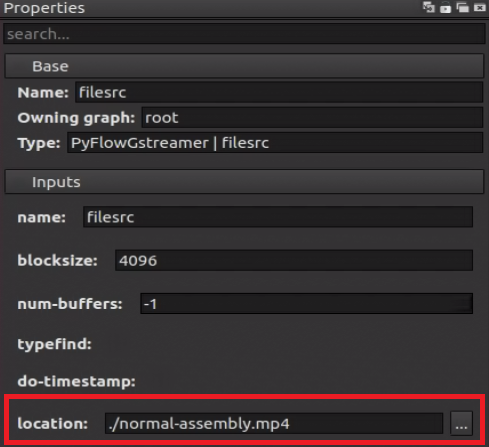 Properties
search...
Base
Name: filesrc
Owning graph: root
Type: PyFlowGstreamer | filesrc
Inputs
name: filesrc
blocksize: 4096
num-buffers: -1
typefind:
do-timestamp:
location: ./normal-assembly.mp4 ...